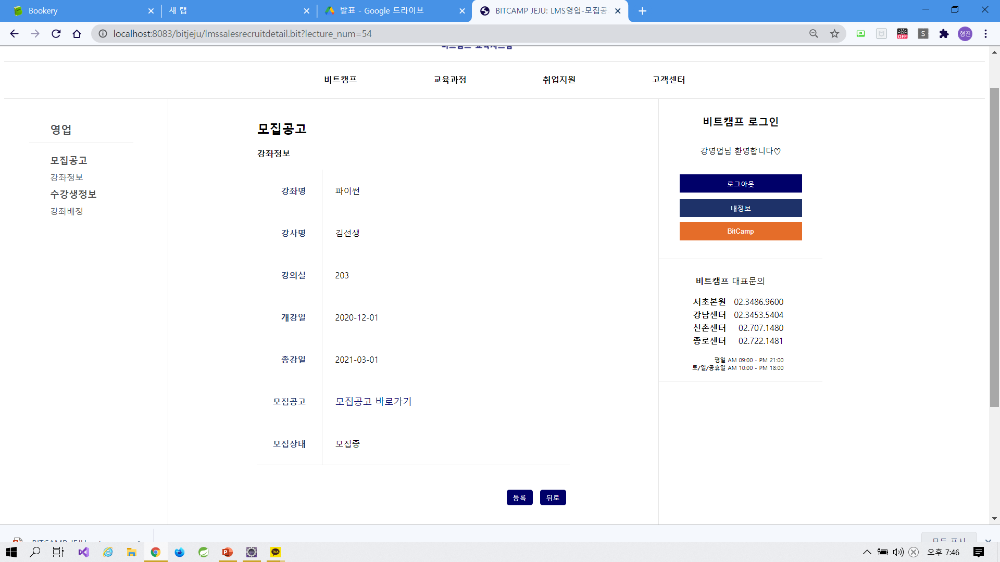 Bookery
새 탭
발표 - Google 드라이브
BITCAMP JEJU: LMS영업-모집공
localhost:8083/bitjeju/lmssalesrecruitdetail.bit?lecture_num=54
OFF
S
형진
비트캠프 교육과정 취업지원 고객센터
영업
모집공고
강좌정보
수강생정보
강좌배정
모집공고
강좌정보
강좌명 파이썬
강사명 김선생
강의실 203
개강일 2020-12-01
종강일 2021-03-01
모집공고 모집공고 바로가기
모집상태 모집중
등록 뒤로
비트캠프 로그인
강영업님 환영합니다♡
로그아웃
내정보
BitCamp
비트캠프 대표문의
서초본원 02.3486.9600
강남센터 02.3453.5404
신촌센터 02.707.1480
종로센터 02.722.1481
평일 AM 09:00 - PM 21:00
토/일/공휴일 AM 10:00 - PM 18:00
모두 표시
TALK
오후 7:46